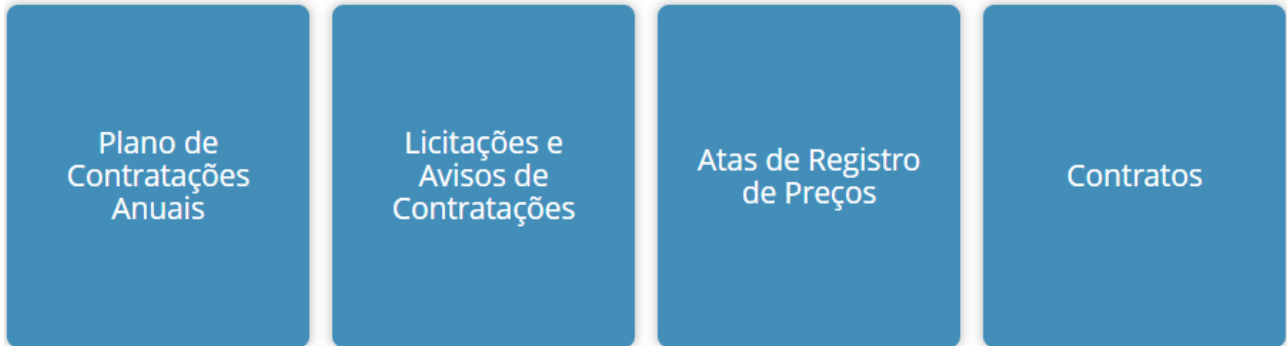 Plano de
Contratações
Anuais
Licitações e
Avisos de
Contratações
Atas de Registro
de Preços
Contratos